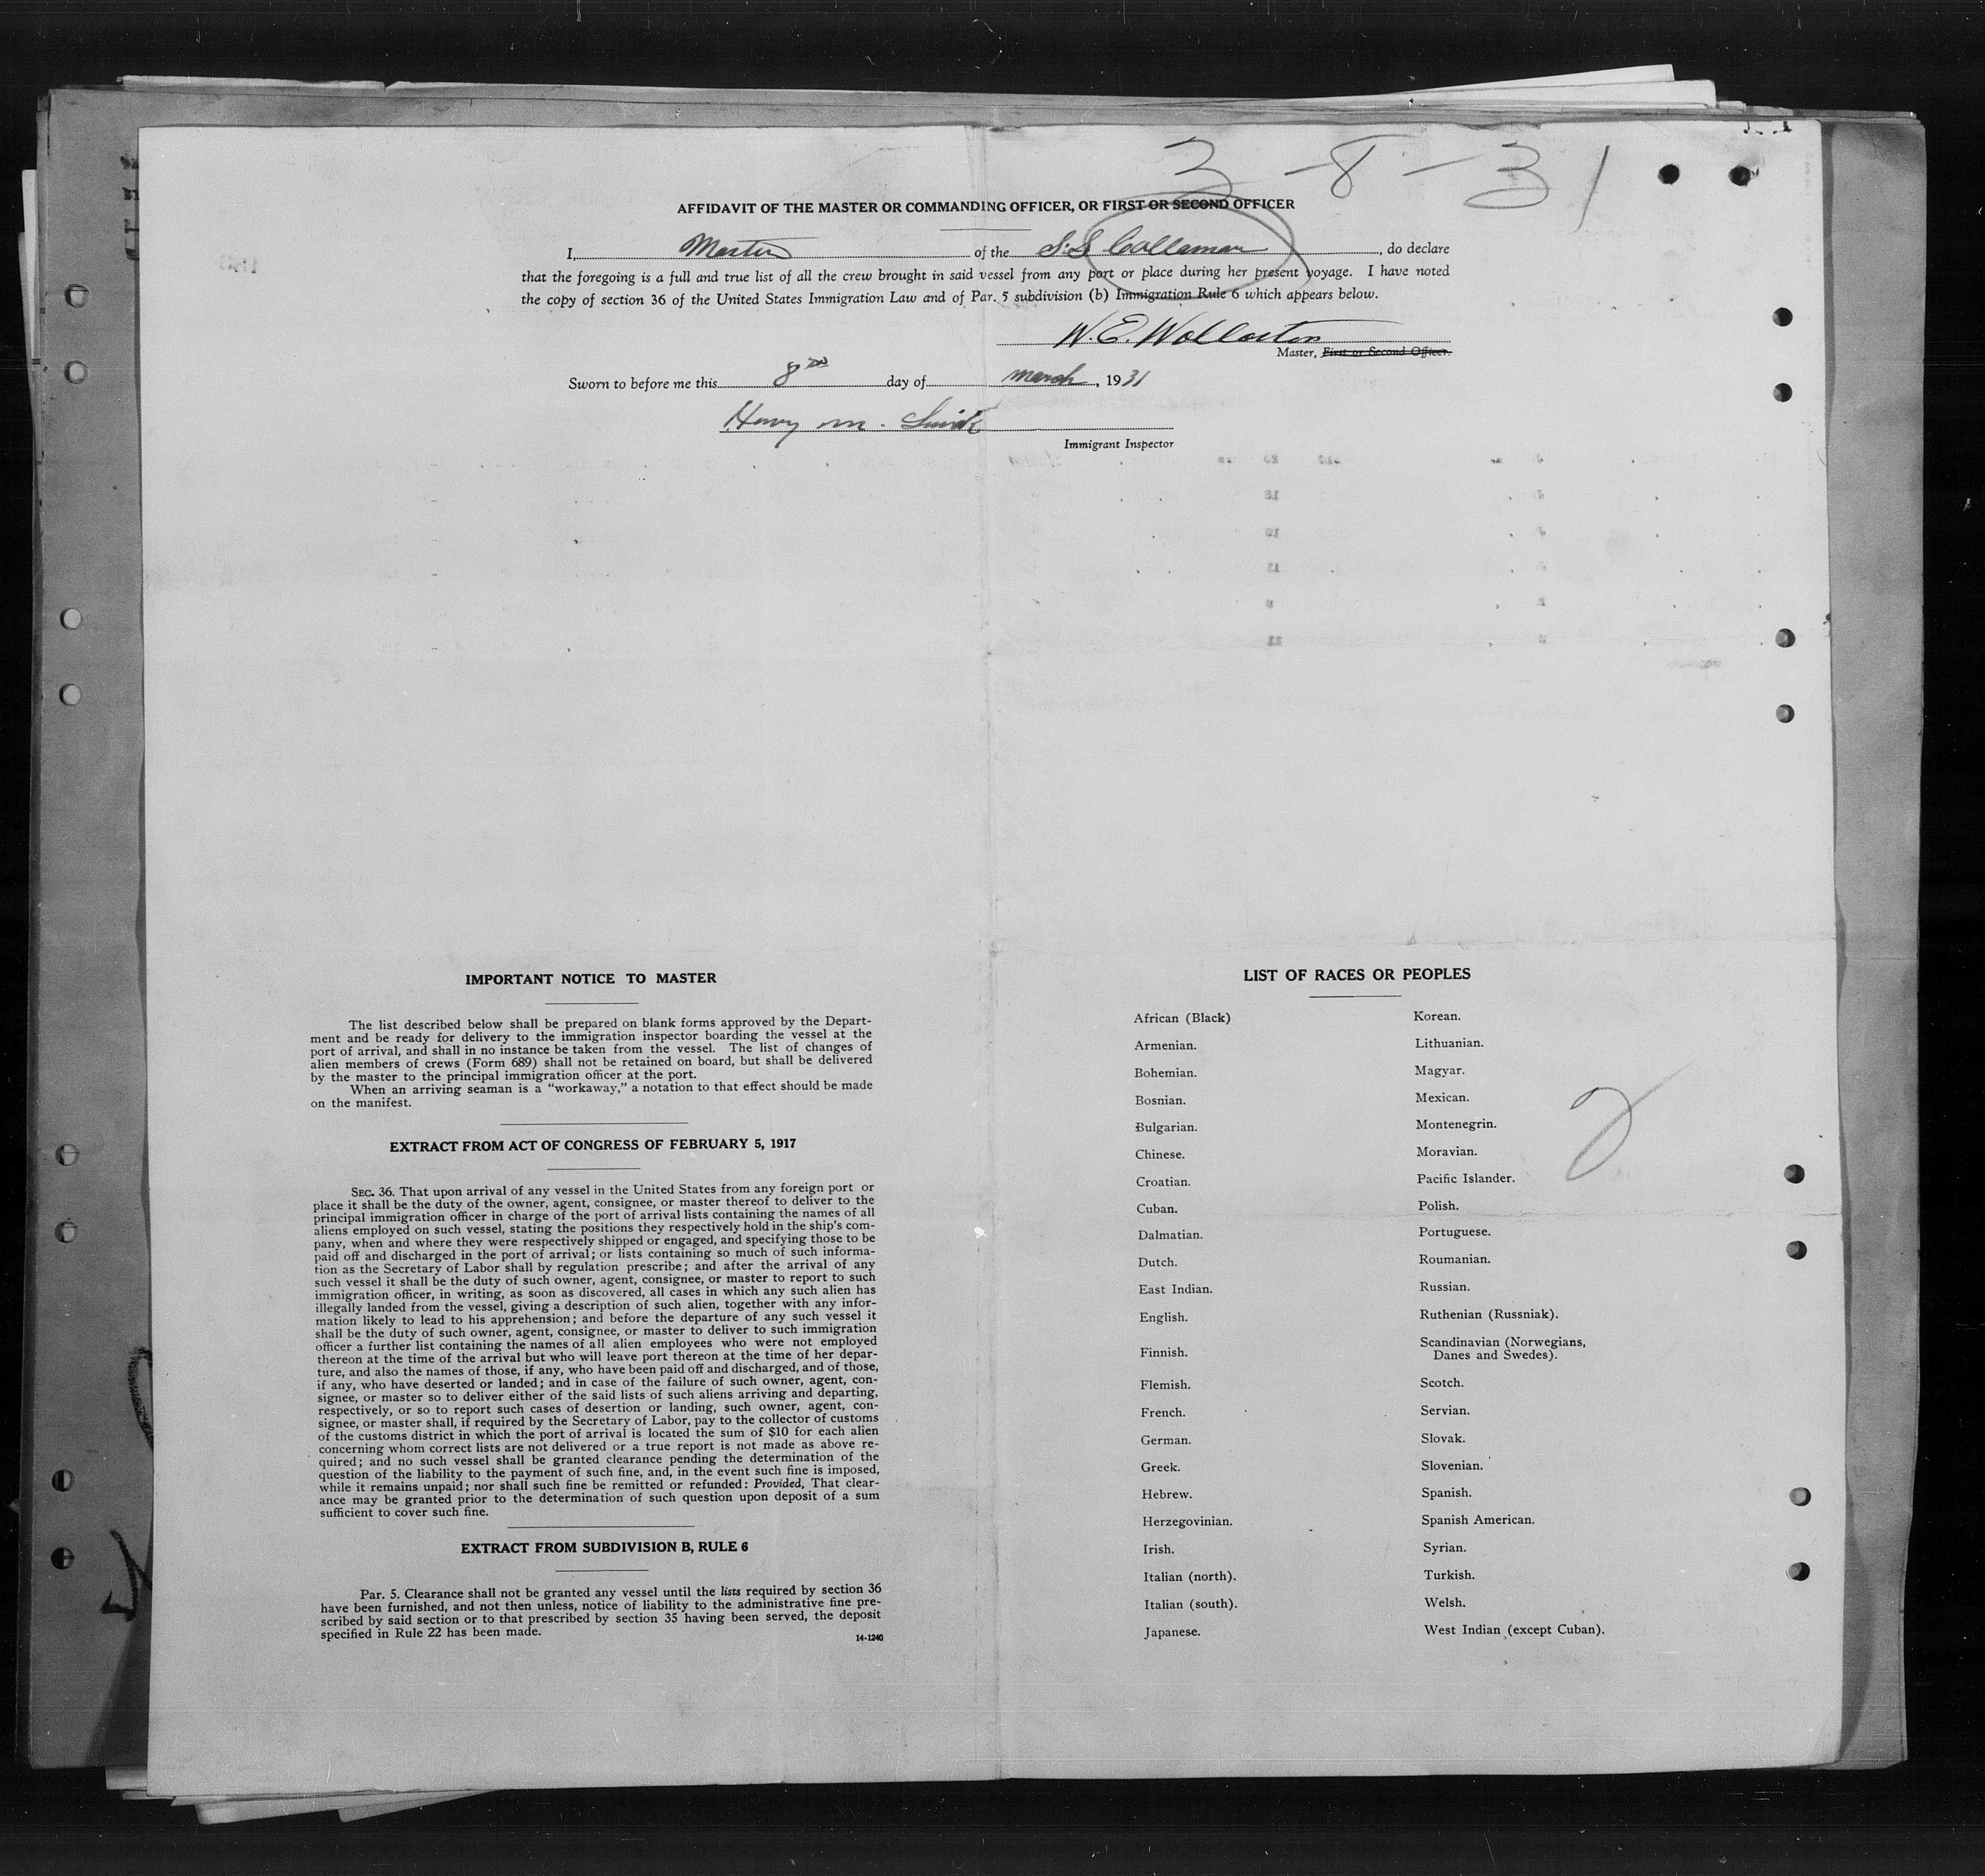 3-8-31
AFFIDAVIT OF THE MASTER OR COMMANDING OFFICER, OR FIRST OR SECOND OFFICER
I, Master of the S.S. Callamar, do declare
that the foregoing is a full and true list of all the crew brought in said vessel from any port or place during her present voyage. I have noted
the copy of section 36 of the United States Immigration Law and of Par. 5 subdivision (b) Immigration Rule 6 which appears below.
W. E. Wollaston
Master, First or Second Officer.
Sworn to before me this 8th day of march, 1931
Henry M.
Immigrant Inspector
IMPORTANT NOTICE TO MASTER
The list described below shall be prepared on blank forms approved by the Depart-
ment and be ready for delivery to the immigration inspector boarding the vessel at the
port of arrival, and shall in no instance be taken from the vessel. The list of changes of
alien members of crews (Form 689) shall not be retained on board, but shall be delivered
by the master to the principal immigration officer at the port.
When an arriving seaman is a "workaway," a notation to that effect should be made
on the manifest.
EXTRACT FROM ACT OF CONGRESS OF FEBRUARY 5, 1917
SEC. 36. That upon arrival of any vessel in the United States from any foreign port or
place it shall be the duty of the owner, agent, consignee, or master thereof to deliver to the
principal immigration officer in charge of the port of arrival lists containing the names of all
aliens employed on such vessel, stating the positions they respectively hold in the ship's com-
pany, when and where they were respectively shipped or engaged, and specifying those to be
paid off and discharged in the port of arrival; or lists containing so much of such informa-
tion as the Secretary of Labor shall by regulation prescribe; and after the arrival of any
such vessel it shall be the duty of such owner, agent, consignee, or master to report to such
immigration officer, in writing, as soon as discovered, all cases in which any such alien has
illegally landed from the vessel, giving a description of such alien, together with any infor-
mation likely to lead to his apprehension; and before the departure of any such vessel it
shall be the duty of such owner, agent, consignee, or master to deliver to such immigration
officer a further list containing the names of all alien employees who were not employed
thereon at the time of the arrival but who will leave port thereon at the time of her depar-
ture, and also the names of those, if any, who have been paid off and discharged, and of those,
if any, who have deserted or landed; and in case of the failure of such owner, agent, con-
signee, or master so to deliver either of the said lists of such aliens arriving and departing,
respectively, or so to report such cases of desertion or landing, such owner, agent, con-
signee, or master shall, if required by the Secretary of Labor, pay to the collector of customs
of the customs district in which the port of arrival is located the sum of $10 for each alien
concerning whom correct lists are not delivered or a true report is not made as above re-
quired; and no such vessel shall be granted clearance pending the determination of the
question of the liability to the payment of such fine, and, in the event such fine is imposed,
while it remains unpaid; nor shall such fine be remitted or refunded: Provided, That clear-
ance may be granted prior to the determination of such question upon deposit of a sum
sufficient to cover such fine.
EXTRACT FROM SUBDIVISION B, RULE 6
Par. 5. Clearance shall not be granted any vessel until the lists required by section 36
have been furnished, and not then unless, notice of liability to the administrative fine pre-
scribed by said section or to that prescribed by section 35 having been served, the deposit
specified in Rule 22 has been made.
14-1240
LIST OF RACES OR PEOPLES
African (Black)
Armenian.
Bohemian.
Bosnian.
Bulgarian.
Chinese.
Croatian.
Cuban.
Dalmatian.
Dutch.
East Indian.
English.
Finnish.
Flemish.
French.
German.
Greek.
Hebrew.
Herzegovinian.
Irish.
Italian (north).
Italian (south).
Japanese.
Korean.
Lithuanian.
Magyar.
Mexican.
Montenegrin.
Moravian.
Pacific Islander.
Polish.
Portuguese.
Roumanian.
Russian.
Ruthenian (Russniak).
Scandinavian (Norwegians,
Danes and Swedes).
Scotch.
Servian.
Slovak.
Slovenian.
Spanish.
Spanish American.
Syrian.
Turkish.
Welsh.
West Indian (except Cuban).
2